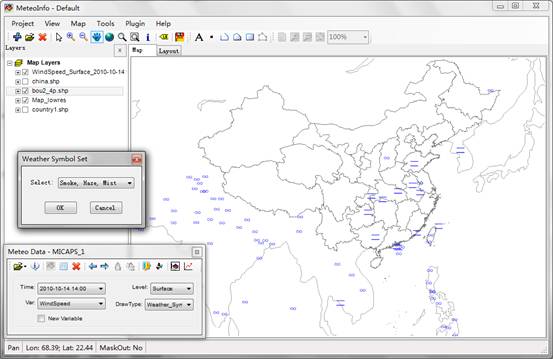 MeteoInfo - Default
Project View Map Tools Plugin Help
100%
Layers
Map Layout
Map Layers
WindSpeed_Surface_2010-10-14
china.shp
bou2_4p.shp
Map_lowres
country1.shp
Weather Symbol Set
Select: Smoke, Haze, Mist
OK Cancel
Meteo Data - MICAPS_1
Time: 2010-10-14 14:00 Level: Surface
Var: WindSpeed DrawType: Weather_Sym
New Variable
Pan Lon: 68.39; Lat: 22.44 MaskOut: No